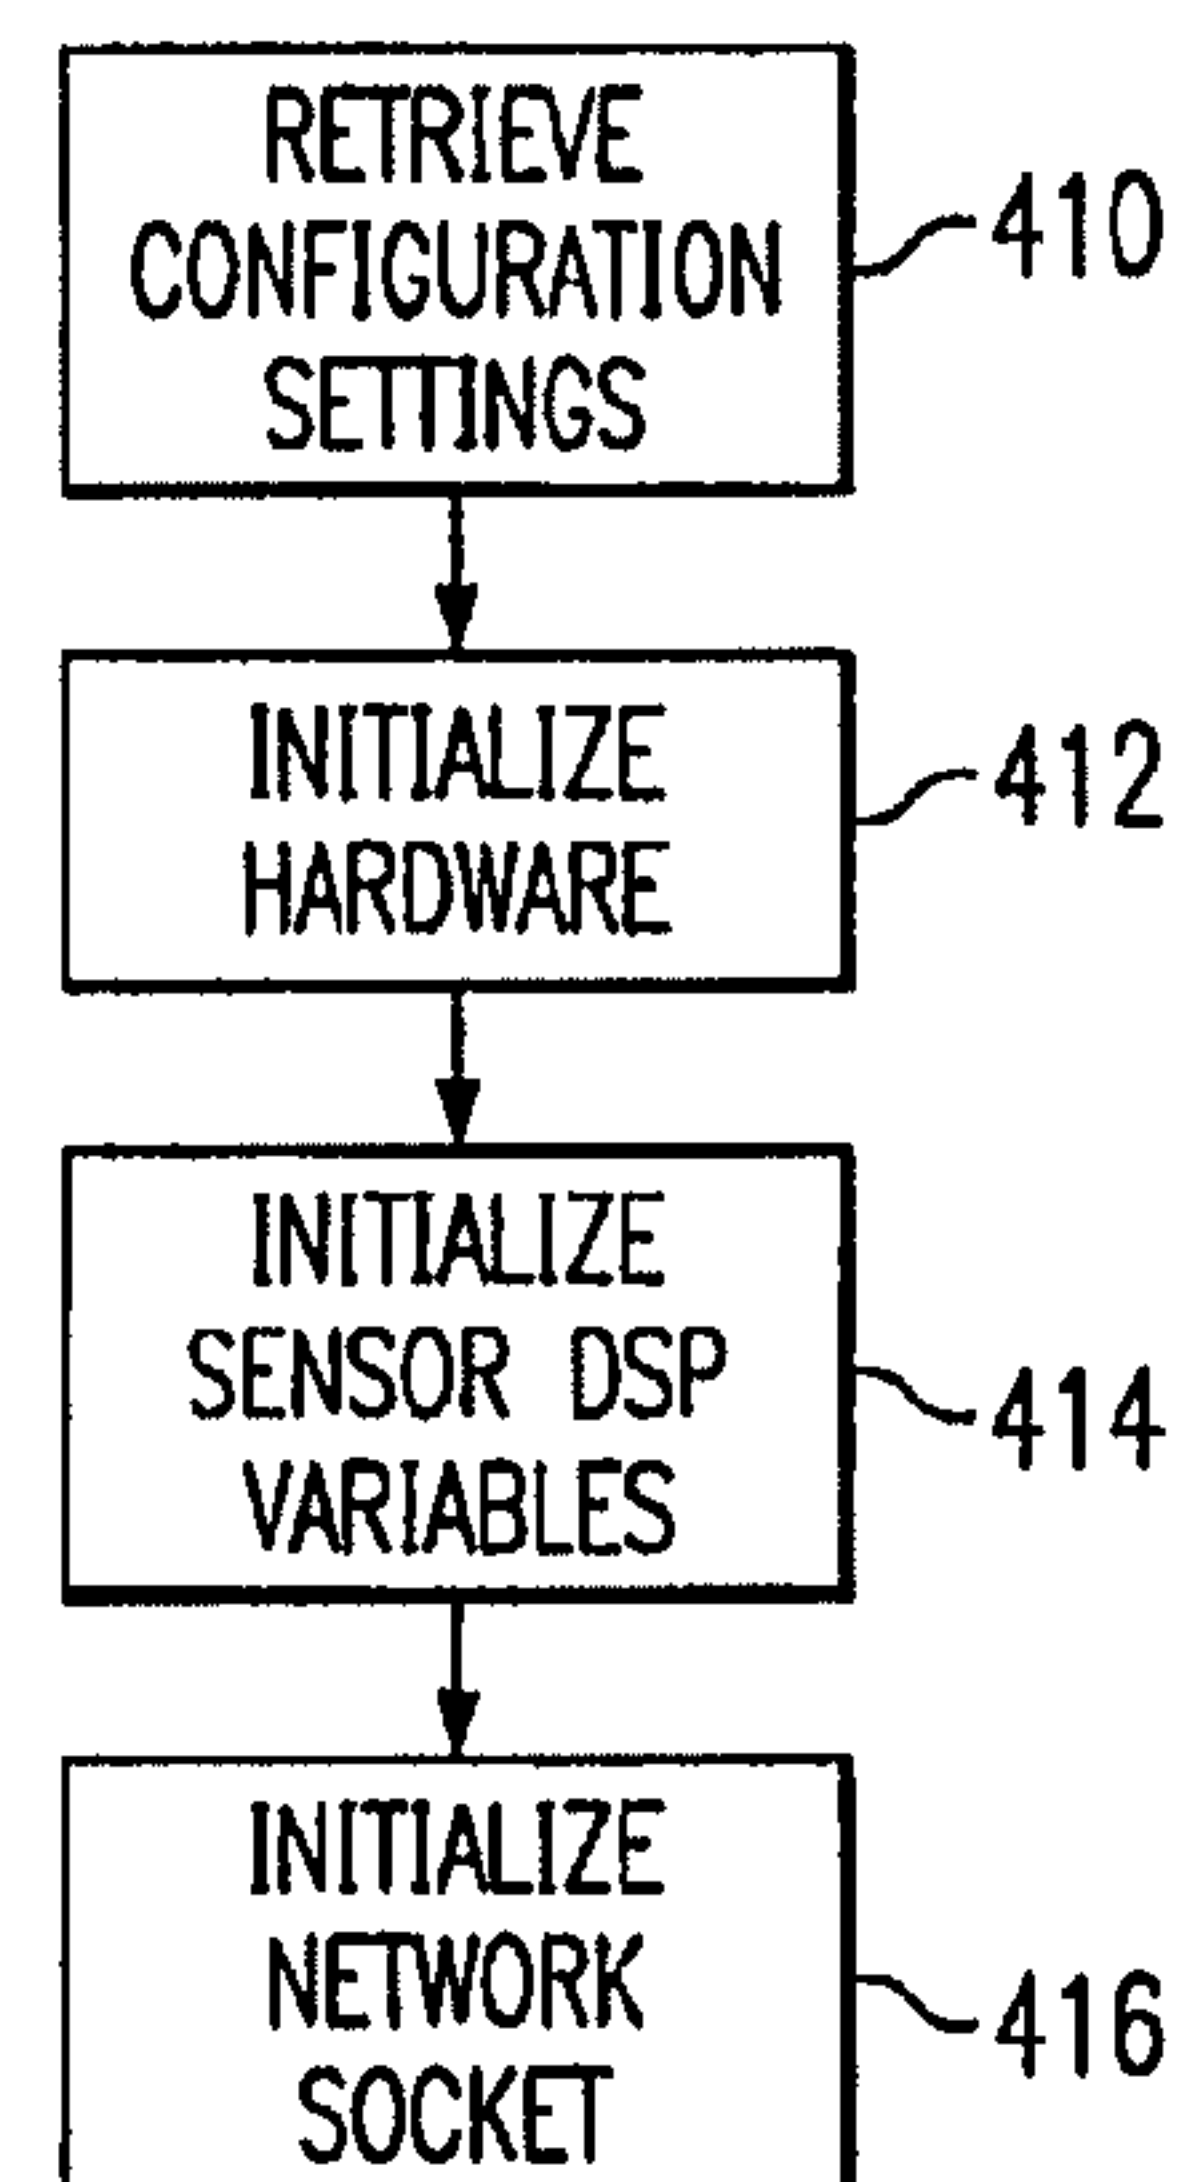 RETRIEVE
CONFIGURATION
SETTINGS
410
INITIALIZE
HARDWARE
412
INITIALIZE
SENSOR DSP
VARIABLES
414
INITIALIZE
NETWORK
SOCKET
416